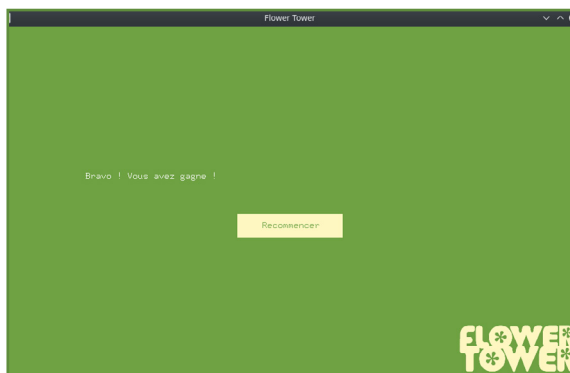 Flower Tower
Bravo ! Vous avez gagne !
Recommencer
FLOWER
TOWER